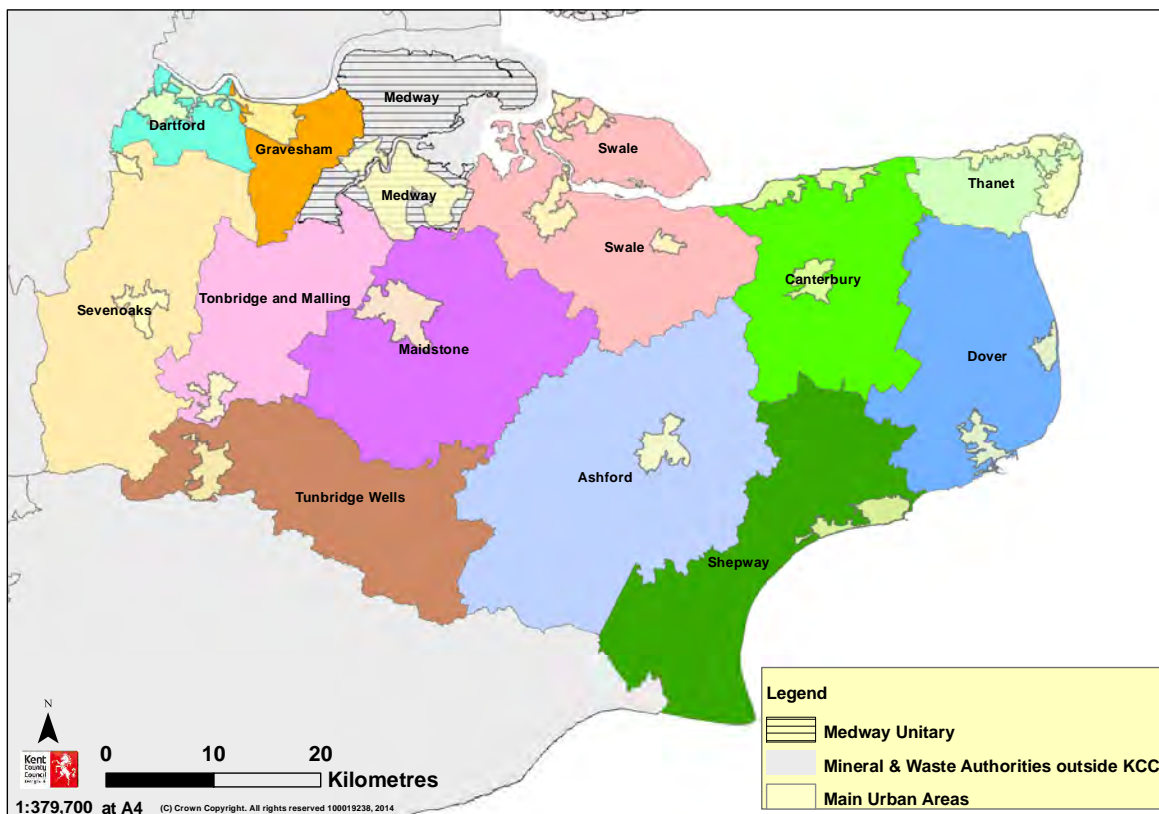 Medway
Dartford
Gravesham
Swale
Thanet
Medway
Swale
Canterbury
Sevenoaks
Tonbridge and Malling
Maidstone
Dover
Ashford
Tunbridge Wells
Shepway
N
Kent
County
Council
0 10 20
Kilometres
1:379,700 at A4 (C) Crown Copyright. All rights reserved 100019238, 2014
Legend
Medway Unitary
Mineral & Waste Authorities outside KCC
Main Urban Areas